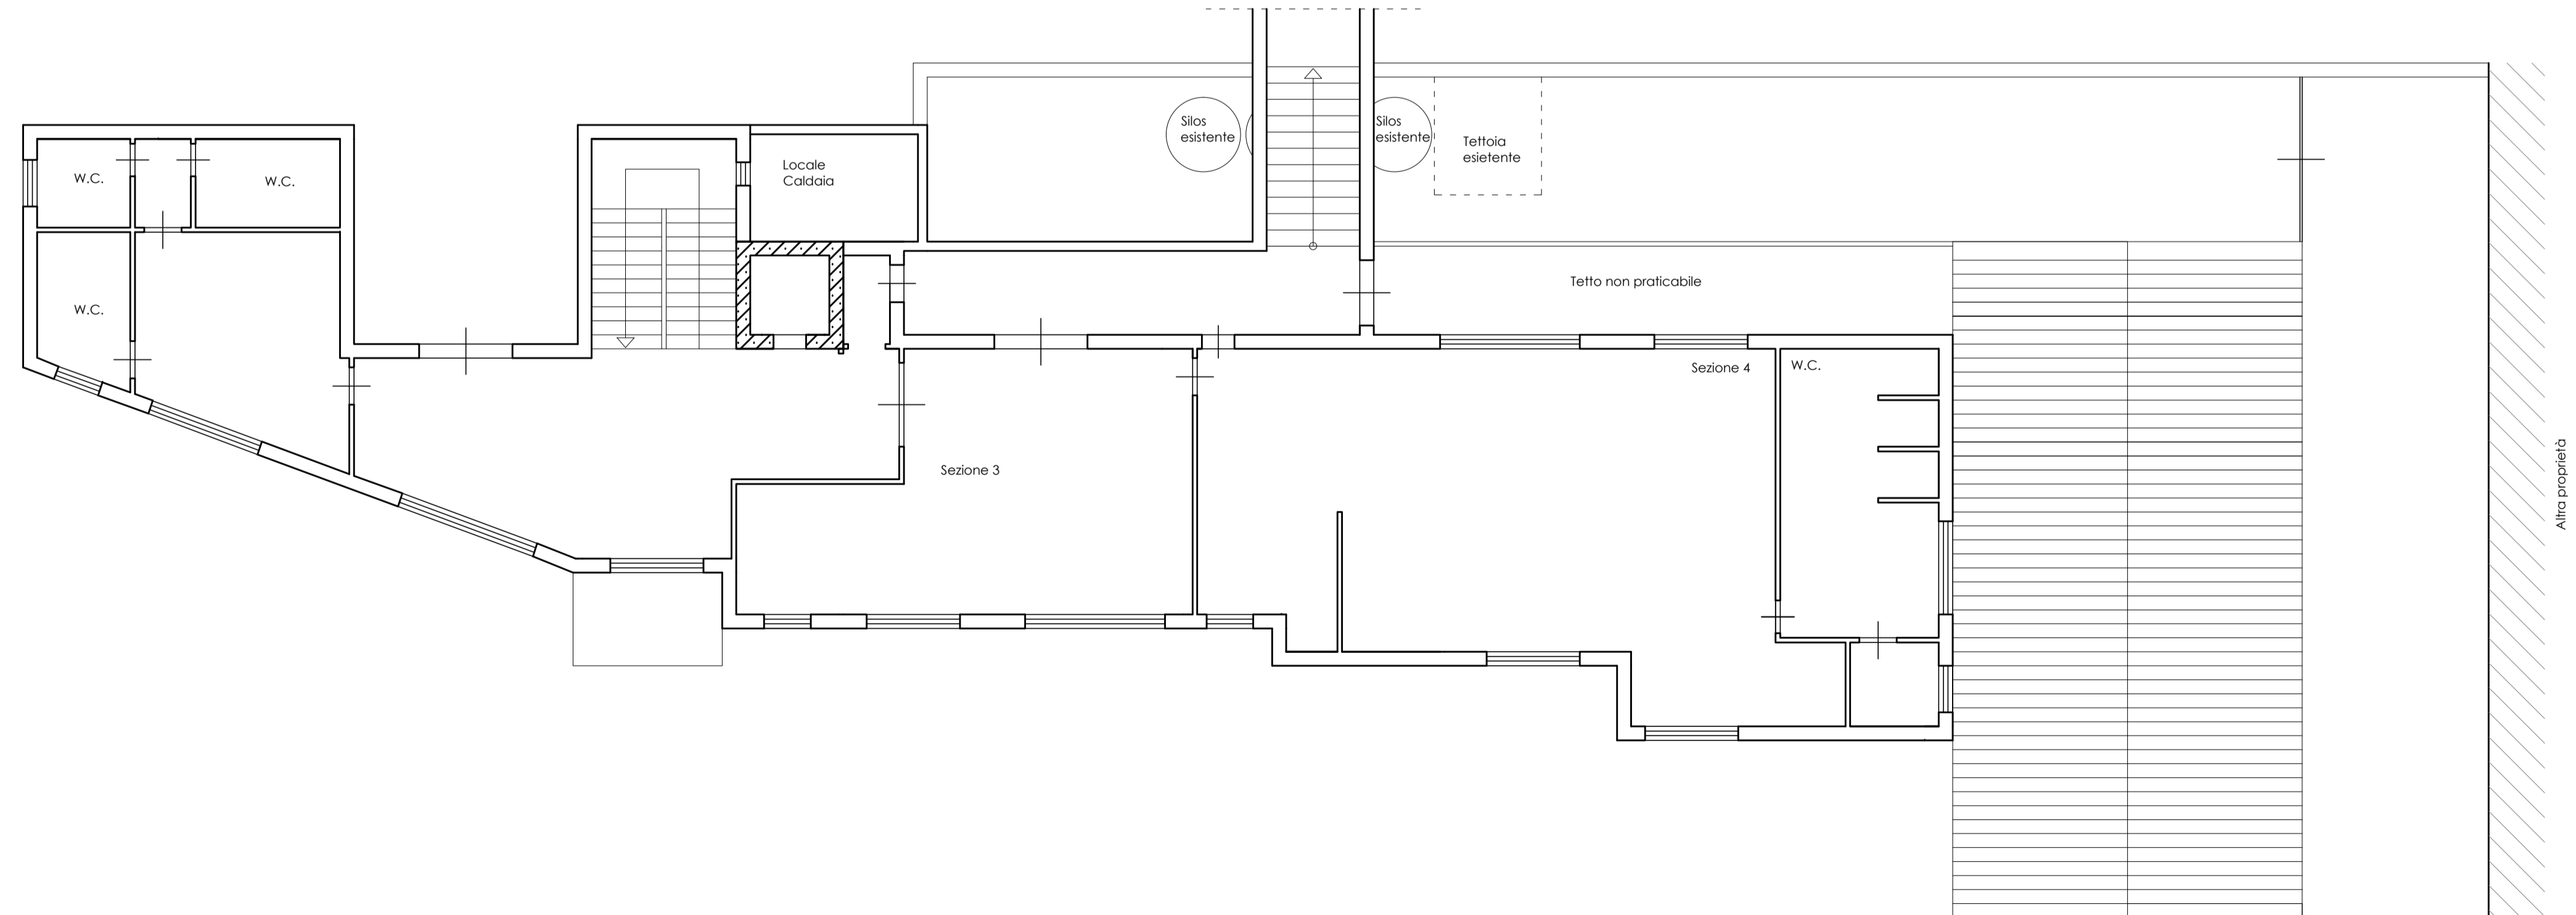 Silos
esistente
Silos
esistente
Tettoia
esietente
Locale
Caldaia
W.C.
W.C.
Tetto non praticabile
W.C.
Sezione 4
W.C.
Sezione 3
Altra proprietà